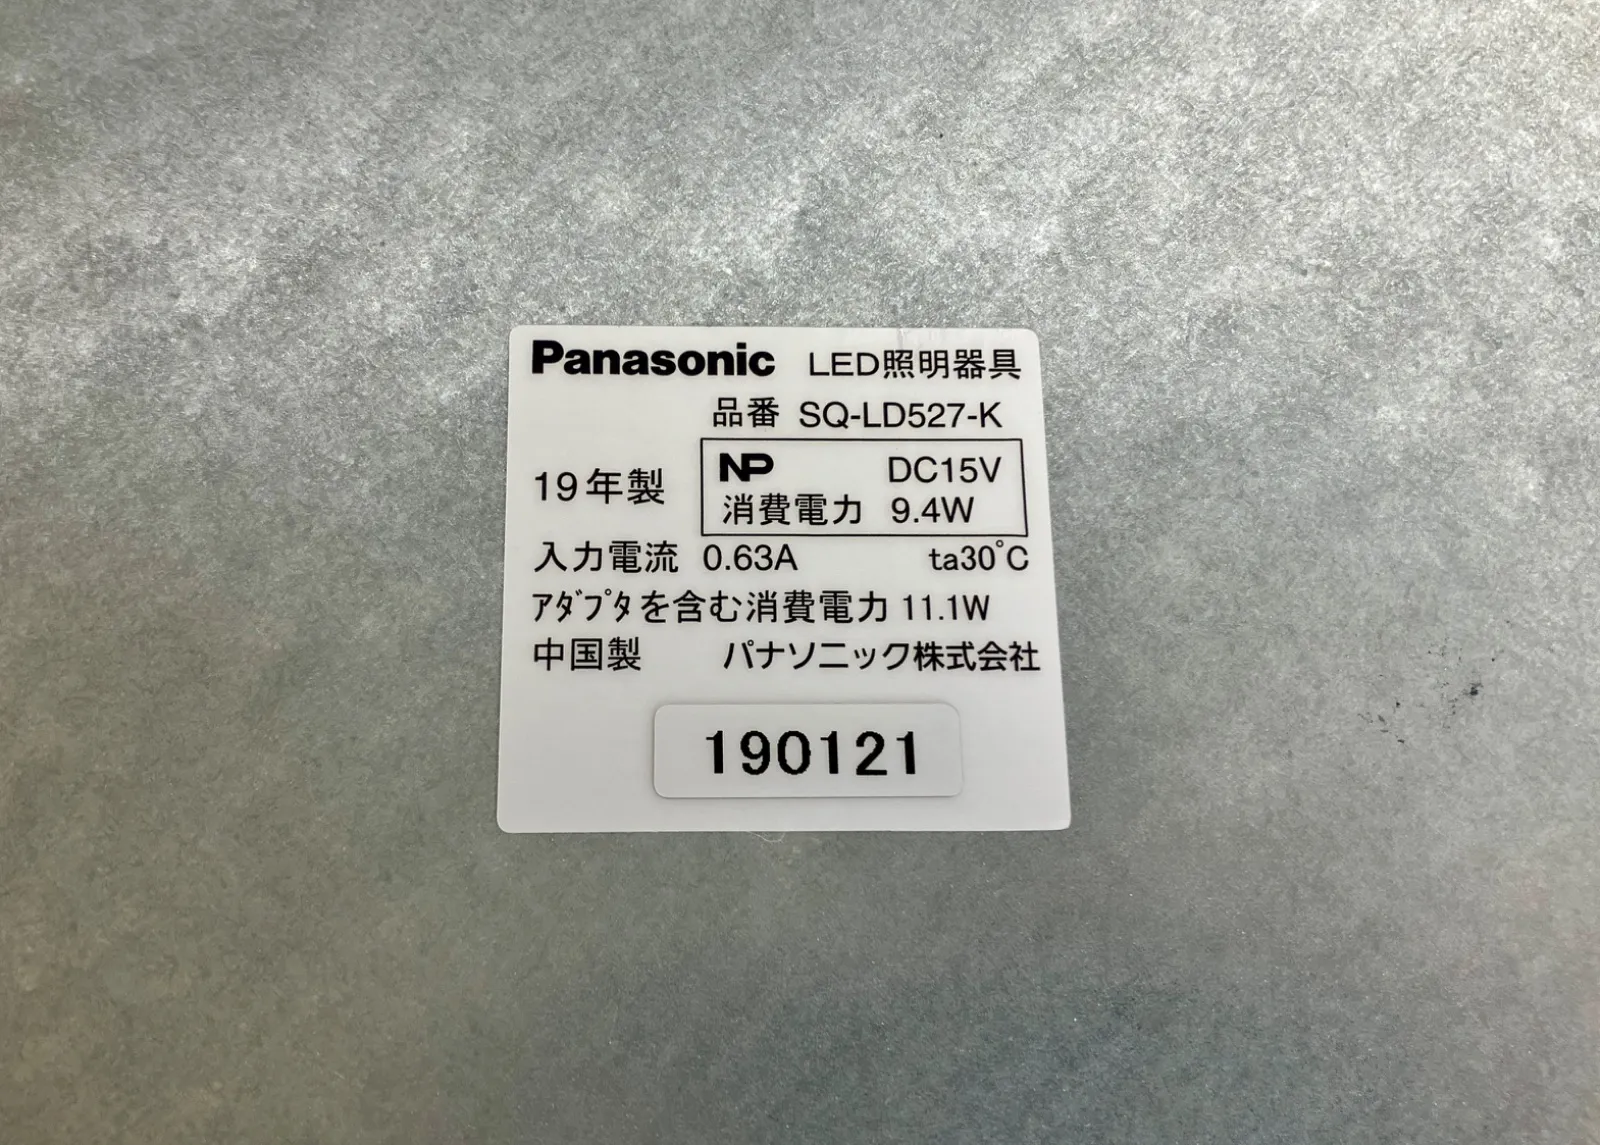 Panasonic LED照明器具
品番 SQ-LD527-K
19年製
NP DC15V
消費電力 9.4W
入力電流 0.63A ta30°C
アダプタを含む消費電力 11.1W
中国製 パナソニック株式会社
190121